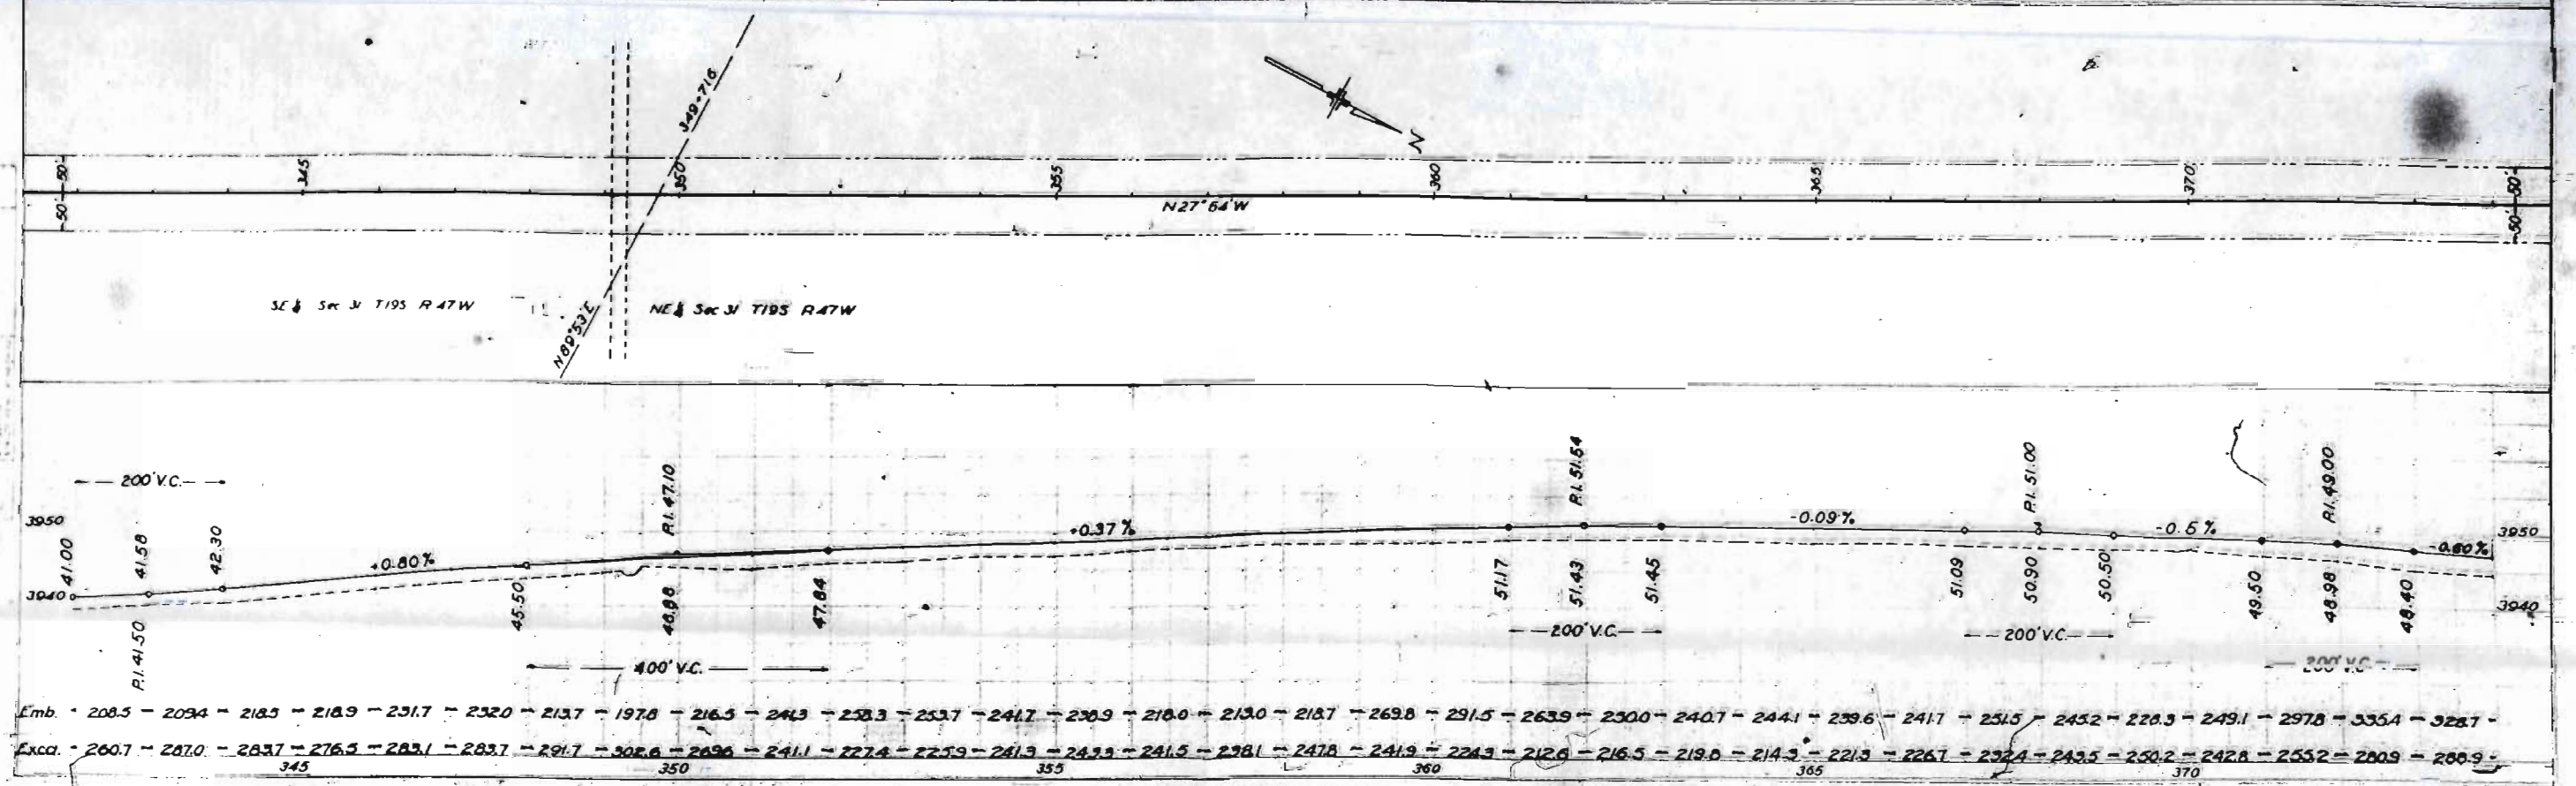 349+71.6
N
50' 50'
345 350 355 360 365 370
50' 50'
N27°54'W
SE¼ Sec 31 T19S R47W
N89°53'E
NE¼ Sec 31 T19S R47W
200' V.C.
3950
3940
41.00
41.58
42.30
P.I. 41.50
+0.80%
45.50
P.I. 47.10
46.88
47.84
400' V.C.
+0.37%
51.17
P.I. 51.54
51.43
51.45
200' V.C.
-0.09%
51.09
P.I. 51.00
50.90
50.50
200' V.C.
-0.5%
49.50
P.I. 49.00
48.98
48.40
200' V.C.
-0.60%
3950
3940
Emb. - 208.5 - 209.4 - 218.5 - 218.9 - 231.7 - 232.0 - 213.7 - 197.8 - 216.5 - 241.3 - 258.3 - 253.7 - 241.7 - 238.9 - 218.0 - 213.0 - 218.7 - 269.8 - 291.5 - 263.9 - 250.0 - 240.7 - 244.1 - 239.6 - 241.7 - 251.5 - 245.2 - 228.3 - 249.1 - 297.8 - 335.4 - 328.7 -
Exca. - 260.7 - 287.0 - 283.7 - 276.5 - 283.1 - 283.7 - 291.7 - 302.6 - 269.6 - 241.1 - 227.4 - 225.9 - 241.3 - 243.3 - 241.5 - 238.1 - 247.8 - 241.9 - 224.3 - 212.6 - 216.5 - 219.8 - 214.3 - 221.3 - 226.7 - 232.4 - 243.5 - 250.2 - 242.8 - 255.2 - 280.9 - 288.9 -
345 350 355 360 365 370